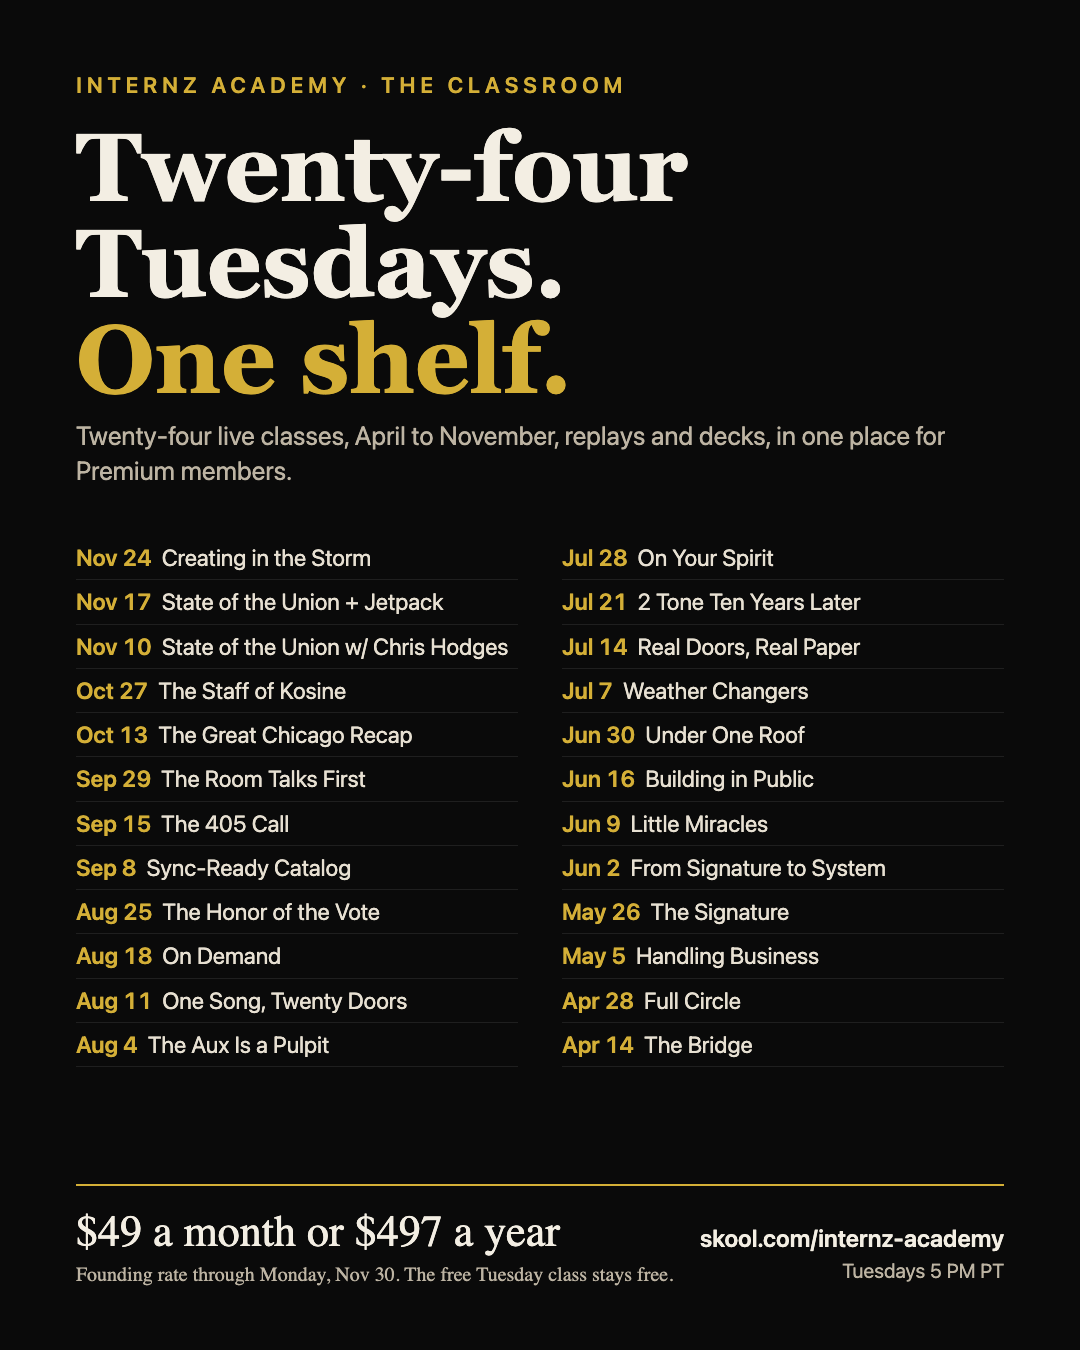 INTERNZ ACADEMY · THE CLASSROOM
Twenty-four
Tuesdays.
One shelf.
Twenty-four live classes, April to November, replays and decks, in one place for
Premium members.
Nov 24 Creating in the Storm
Nov 17 State of the Union + Jetpack
Nov 10 State of the Union w/ Chris Hodges
Oct 27 The Staff of Kosine
Oct 13 The Great Chicago Recap
Sep 29 The Room Talks First
Sep 15 The 405 Call
Sep 8 Sync-Ready Catalog
Aug 25 The Honor of the Vote
Aug 18 On Demand
Aug 11 One Song, Twenty Doors
Aug 4 The Aux Is a Pulpit
Jul 28 On Your Spirit
Jul 21 2 Tone Ten Years Later
Jul 14 Real Doors, Real Paper
Jul 7 Weather Changers
Jun 30 Under One Roof
Jun 16 Building in Public
Jun 9 Little Miracles
Jun 2 From Signature to System
May 26 The Signature
May 5 Handling Business
Apr 28 Full Circle
Apr 14 The Bridge
$49 a month or $497 a year
Founding rate through Monday, Nov 30. The free Tuesday class stays free.
skool.com/internz-academy
Tuesdays 5 PM PT